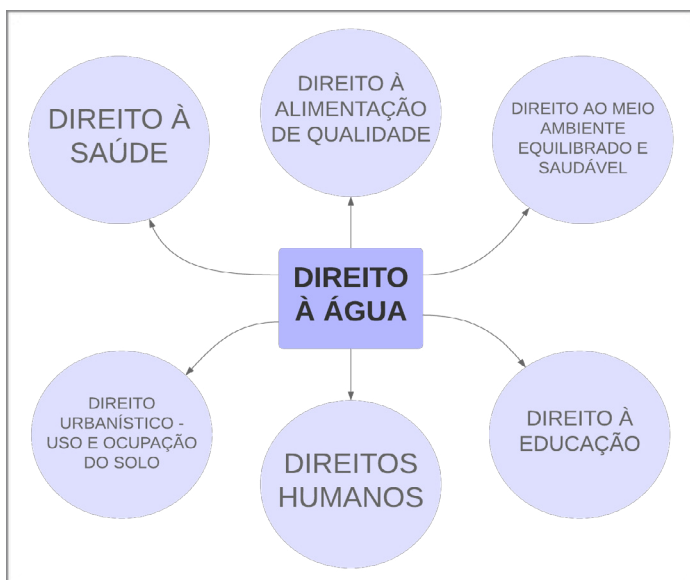 DIREITO À
SAÚDE
DIREITO À
ALIMENTAÇÃO
DE QUALIDADE
DIREITO AO MEIO
AMBIENTE
EQUILIBRADO E
SAUDÁVEL
DIREITO
À ÁGUA
DIREITO
URBANÍSTICO -
USO E OCUPAÇÃO
DO SOLO
DIREITOS
HUMANOS
DIREITO À
EDUCAÇÃO